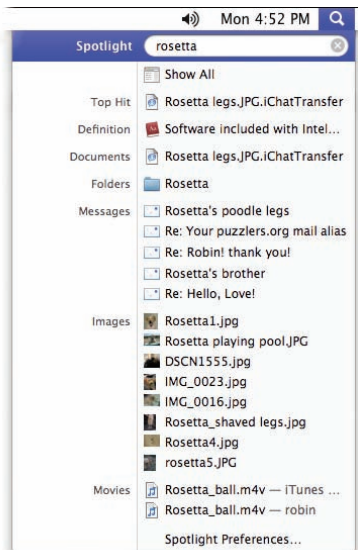 Mon 4:52 PM
Spotlight rosetta
Show All
Top Hit Rosetta legs.JPG.iChatTransfer
Definition Software included with Intel...
Documents Rosetta legs.JPG.iChatTransfer
Folders Rosetta
Messages Rosetta's poodle legs
Re: Your puzzlers.org mail alias
Re: Robin! thank you!
Rosetta's brother
Re: Hello, Love!
Images Rosetta1.jpg
Rosetta playing pool.JPG
DSCN1555.jpg
IMG_0023.jpg
IMG_0016.jpg
Rosetta_shaved legs.jpg
Rosetta4.jpg
rosetta5.JPG
Movies Rosetta_ball.m4v — iTunes ...
Rosetta_ball.m4v — robin
Spotlight Preferences...